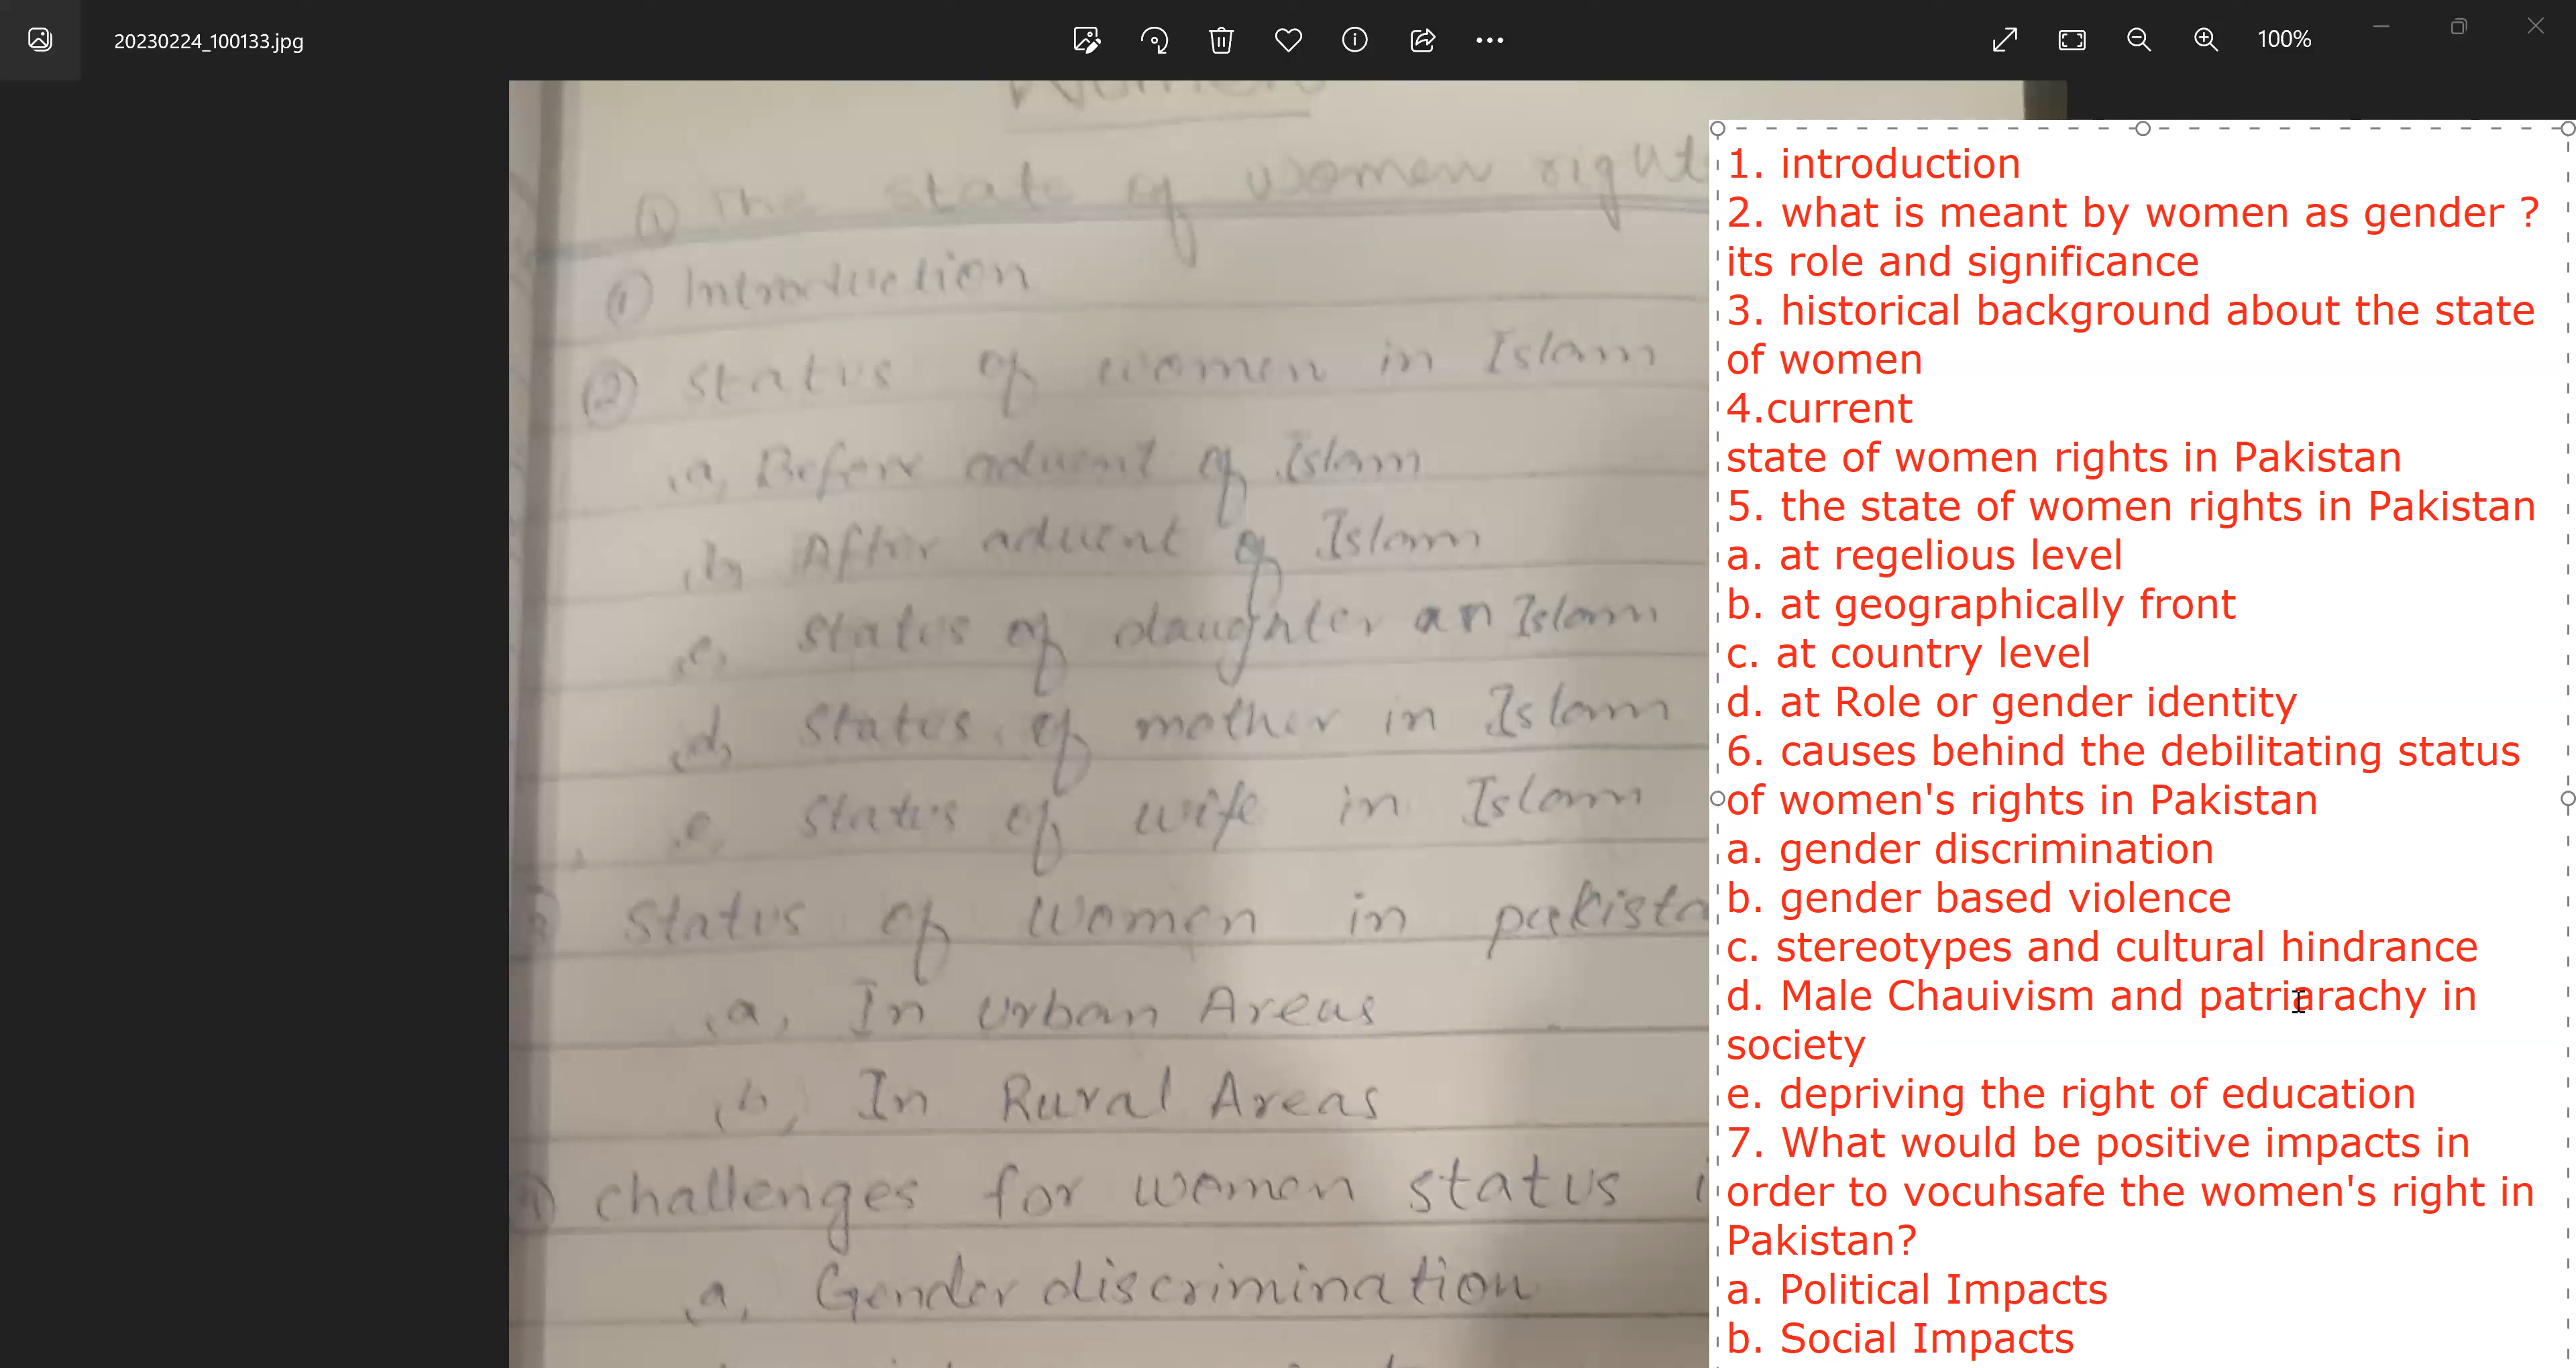 20230224_100133.jpg
100%
Women
① The state of women right
① Introduction
② Status of women in Islam
a, Before advent of Islam
b, After advent of Islam
c, Status of daughter an Islam
d, Status of mother in Islam
e, Status of wife in Islam
Status of women in pakista
a, In Urban Areas
b, In Rural Areas
challenges for women status i
a, Gender discrimination
1. introduction
2. what is meant by women as gender ?
its role and significance
3. historical background about the state
of women
4.current
state of women rights in Pakistan
5. the state of women rights in Pakistan
a. at regelious level
b. at geographically front
c. at country level
d. at Role or gender identity
6. causes behind the debilitating status
of women's rights in Pakistan
a. gender discrimination
b. gender based violence
c. stereotypes and cultural hindrance
d. Male Chauivism and patriarachy in
society
e. depriving the right of education
7. What would be positive impacts in
order to vocuhsafe the women's right in
Pakistan?
a. Political Impacts
b. Social Impacts